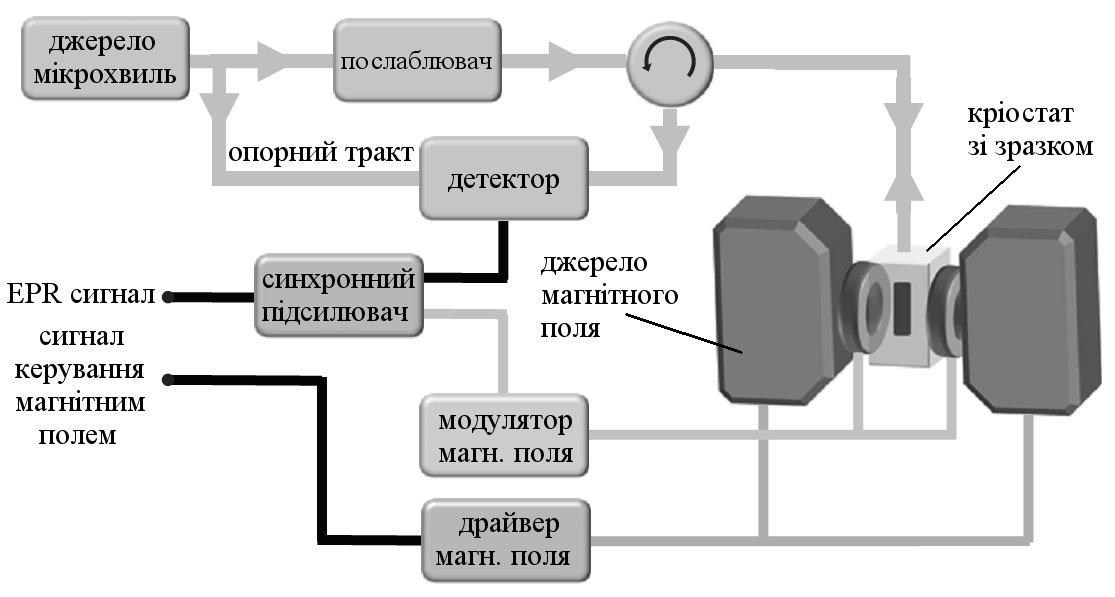 джерело
мікрохвиль
послаблювач
кріостат
зі зразком
опорний тракт
детектор
синхронний
підсилювач
EPR сигнал
джерело
магнітного
поля
сигнал
керування
магнітним
полем
модулятор
магн. поля
драйвер
магн. поля